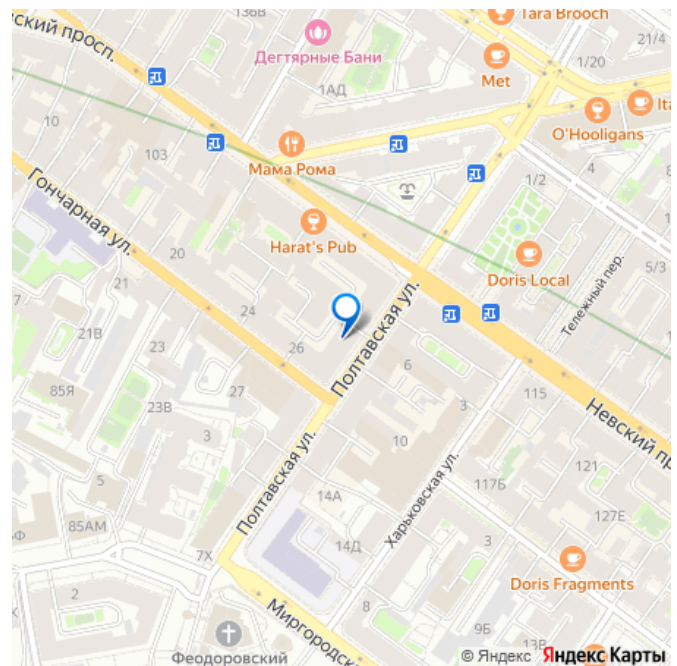 136В
Tara Brooch
ский просп.
21/4
Дегтярные Бани
1/20
Met
1АД
Ita
10
O'Hooligans
103
Мама Рома
4
Гончарная ул.
1/2
Harat's Pub
20
Doris Local
5/3
21
Тележный пер.
24
21В
23
26
Полтавская ул.
6
85Я
27
115
23В
3
3
Невский пр
10
121
5
Полтавская ул.
117Б
14А
Харьковская ул.
127Е
Ф
85АМ
14Д
3
7Х
Doris Fragments
2
8
Миргородск
9Б
13В
Феодоровский
© Яндекс Яндекс Карты